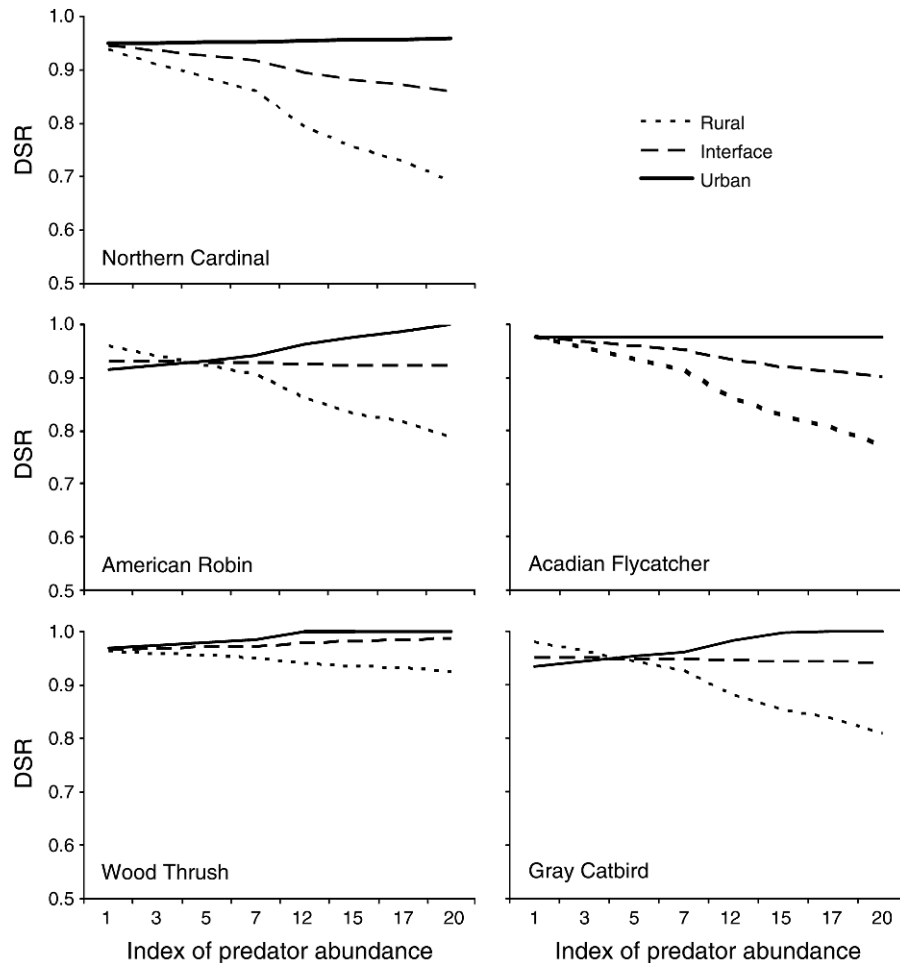 1.0
0.9
0.8
0.7
0.6
0.5
DSR
Northern Cardinal
Rural
Interface
Urban
1.0
0.9
0.8
0.7
0.6
0.5
DSR
American Robin
Acadian Flycatcher
1.0
0.9
0.8
0.7
0.6
0.5
DSR
Wood Thrush
Gray Catbird
1 3 5 7 12 15 17 20
1 3 5 7 12 15 17 20
Index of predator abundance
Index of predator abundance